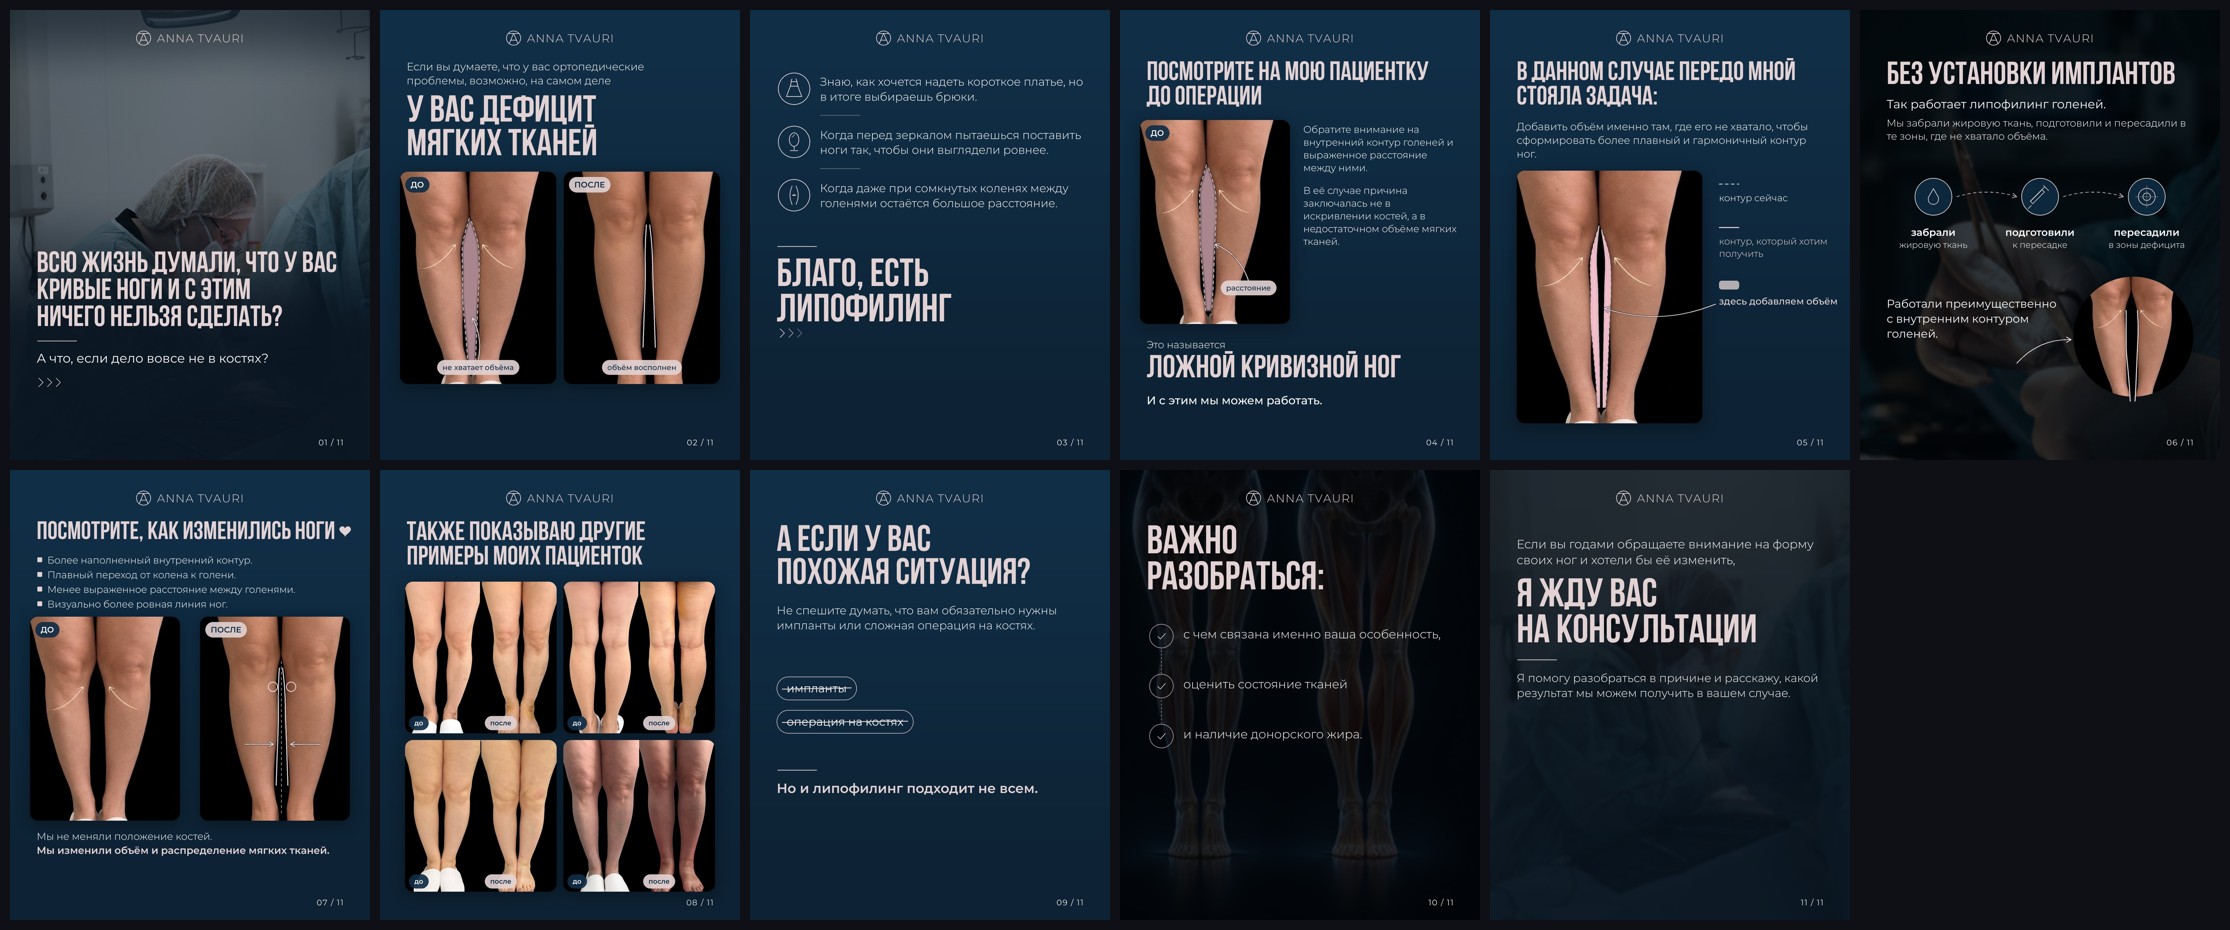 ANNA TVAURI
ВСЮ ЖИЗНЬ ДУМАЛИ, ЧТО У ВАС
КРИВЫЕ НОГИ И С ЭТИМ
НИЧЕГО НЕЛЬЗЯ СДЕЛАТЬ?
А что, если дело вовсе не в костях?
01 / 11
ANNA TVAURI
Если вы думаете, что у вас ортопедические
проблемы, возможно, на самом деле
У ВАС ДЕФИЦИТ
МЯГКИХ ТКАНЕЙ
ДО
ПОСЛЕ
не хватает объёма
объём восполнен
02 / 11
ANNA TVAURI
Знаю, как хочется надеть короткое платье, но
в итоге выбираешь брюки.
Когда перед зеркалом пытаешься поставить
ноги так, чтобы они выглядели ровнее.
Когда даже при сомкнутых коленях между
голенями остаётся большое расстояние.
БЛАГО, ЕСТЬ
ЛИПОФИЛИНГ
03 / 11
ANNA TVAURI
ПОСМОТРИТЕ НА МОЮ ПАЦИЕНТКУ
ДО ОПЕРАЦИИ
ДО
Обратите внимание на
внутренний контур голеней и
выраженное расстояние
между ними.
В её случае причина
заключалась не в
искривлении костей, а в
недостаточном объёме мягких
тканей.
расстояние
Это называется
ЛОЖНОЙ КРИВИЗНОЙ НОГ
И с этим мы можем работать.
04 / 11
ANNA TVAURI
В ДАННОМ СЛУЧАЕ ПЕРЕДО МНОЙ
СТОЯЛА ЗАДАЧА:
Добавить объём именно там, где его не хватало, чтобы
сформировать более плавный и гармоничный контур
ног.
контур сейчас
контур, который хотим
получить
здесь добавляем объём
05 / 11
ANNA TVAURI
БЕЗ УСТАНОВКИ ИМПЛАНТОВ
Так работает липофилинг голеней.
Мы забрали жировую ткань, подготовили и пересадили в
те зоны, где не хватало объёма.
забрали
жировую ткань
подготовили
к пересадке
пересадили
в зоны дефицита
Работали преимущественно
с внутренним контуром
голеней.
06 / 11
ANNA TVAURI
ПОСМОТРИТЕ, КАК ИЗМЕНИЛИСЬ НОГИ ♥
Более наполненный внутренний контур.
Плавный переход от колена к голени.
Менее выраженное расстояние между голенями.
Визуально более ровная линия ног.
ДО
ПОСЛЕ
Мы не меняли положение костей.
Мы изменили объём и распределение мягких тканей.
07 / 11
ANNA TVAURI
ТАКЖЕ ПОКАЗЫВАЮ ДРУГИЕ
ПРИМЕРЫ МОИХ ПАЦИЕНТОК
до
после
до
после
до
после
до
после
08 / 11
ANNA TVAURI
А ЕСЛИ У ВАС
ПОХОЖАЯ СИТУАЦИЯ?
Не спешите думать, что вам обязательно нужны
импланты или сложная операция на костях.
импланты
операция на костях
Но и липофилинг подходит не всем.
09 / 11
ANNA TVAURI
ВАЖНО
РАЗОБРАТЬСЯ:
с чем связана именно ваша особенность,
оценить состояние тканей
и наличие донорского жира.
10 / 11
ANNA TVAURI
Если вы годами обращаете внимание на форму
своих ног и хотели бы её изменить,
Я ЖДУ ВАС
НА КОНСУЛЬТАЦИИ
Я помогу разобраться в причине и расскажу, какой
результат мы можем получить в вашем случае.
11 / 11